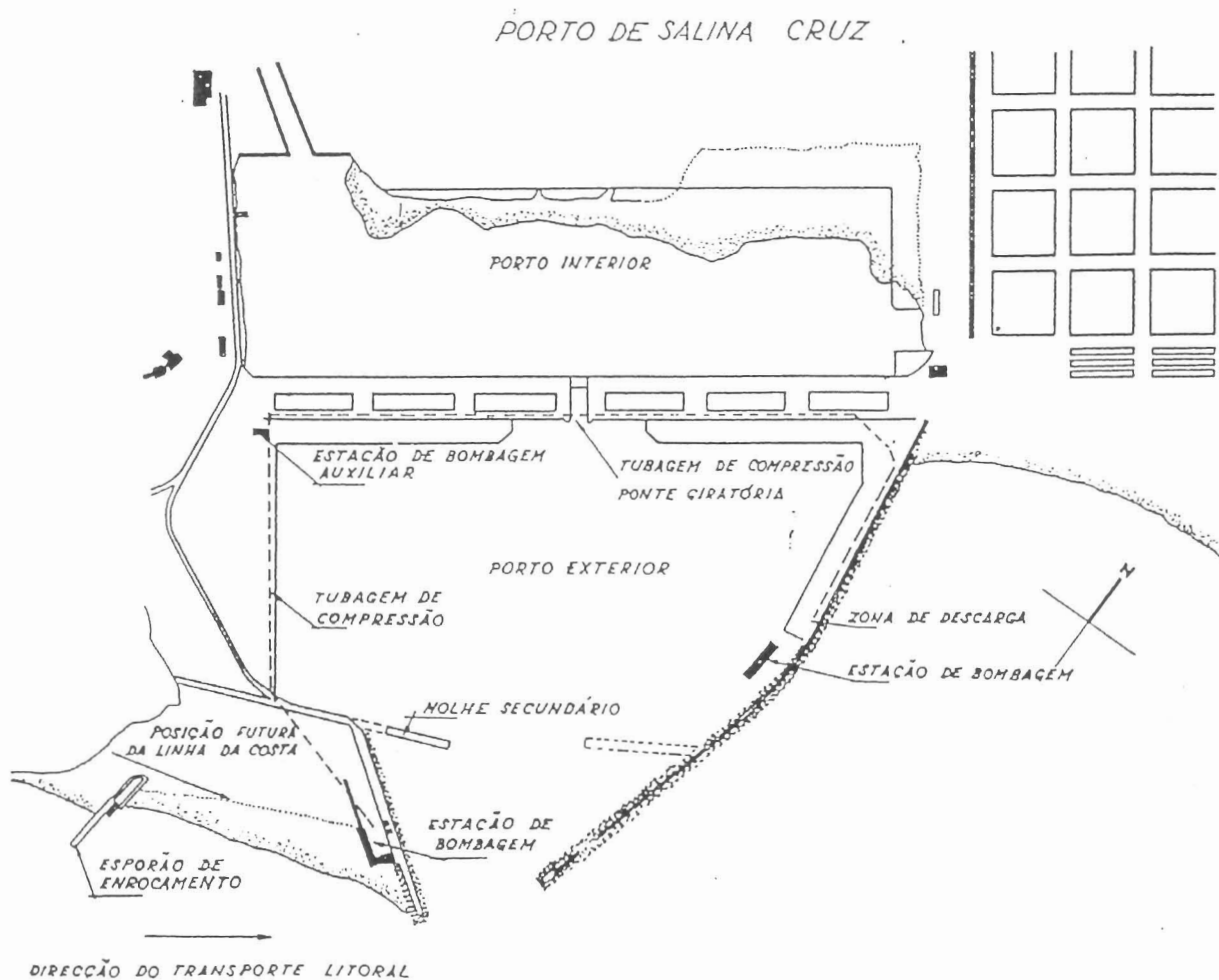 PORTO DE SALINA CRUZ
PORTO INTERIOR
ESTAÇÃO DE BOMBAGEM
AUXILIAR
TUBAGEM DE COMPRESSÃO
PONTE GIRATÓRIA
PORTO EXTERIOR
TUBAGEM DE
COMPRESSÃO
N
ZONA DE DESCARGA
ESTAÇÃO DE BOMBAGEM
MOLHE SECUNDÁRIO
POSIÇÃO FUTURA
DA LINHA DA COSTA
ESTAÇÃO DE
BOMBAGEM
ESPORÃO DE
ENROCAMENTO
DIRECÇÃO DO TRANSPORTE LITORAL